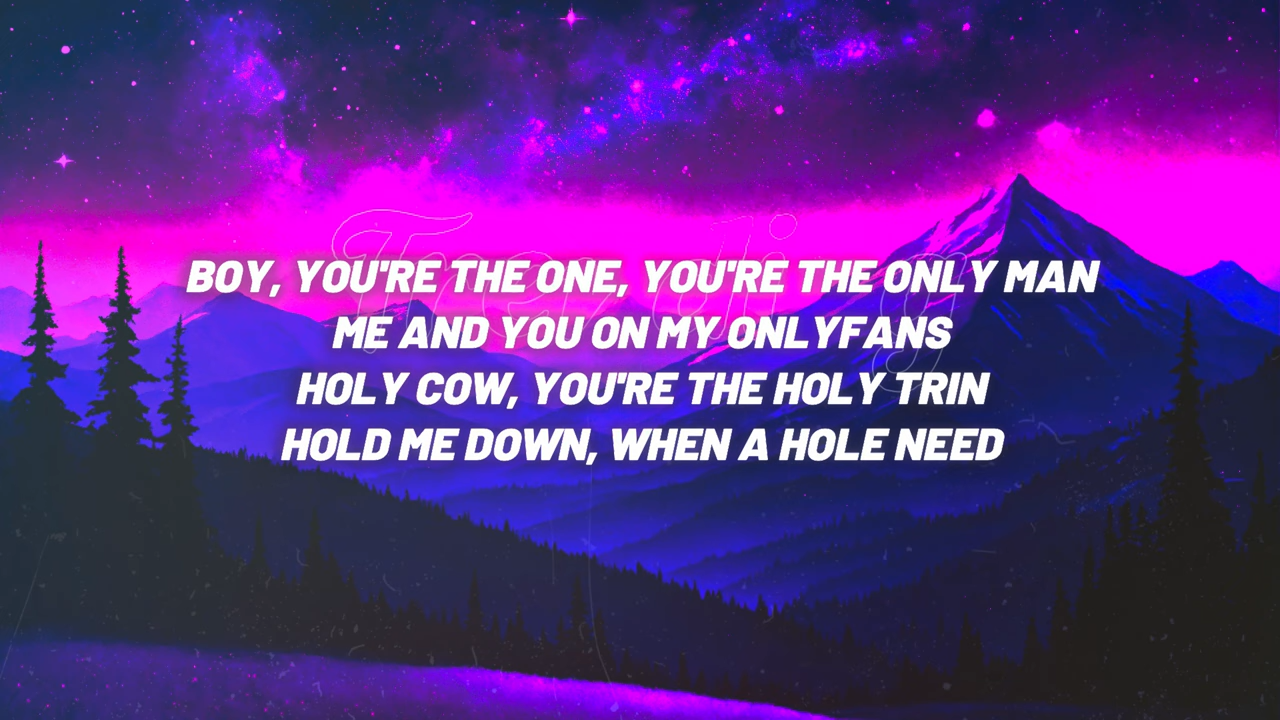 BOY, YOU'RE THE ONE, YOU'RE THE ONLY MAN
ME AND YOU ON MY ONLYFANS
HOLY COW, YOU'RE THE HOLY TRIN
HOLD ME DOWN, WHEN A HOLE NEED